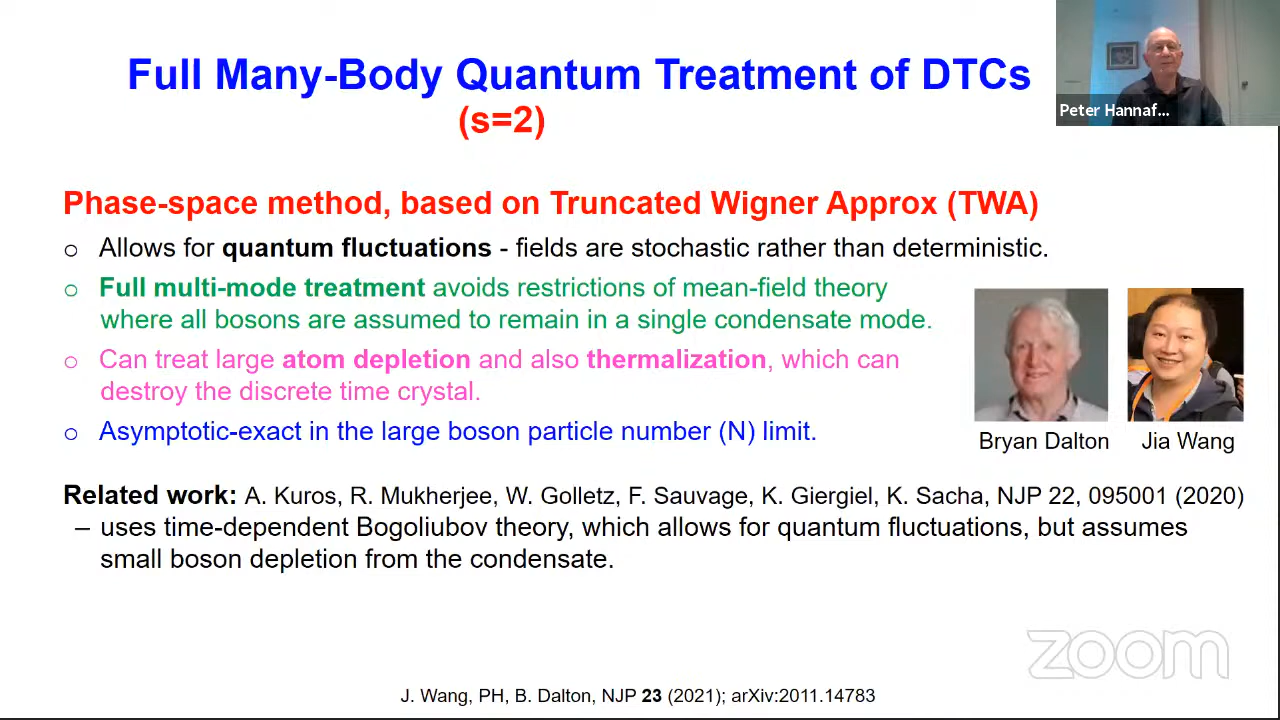 Full Many-Body Quantum Treatment of DTCs
(s=2)
Peter Hannaf...
Phase-space method, based on Truncated Wigner Approx (TWA)
o Allows for quantum fluctuations - fields are stochastic rather than deterministic.
o Full multi-mode treatment avoids restrictions of mean-field theory
where all bosons are assumed to remain in a single condensate mode.
o Can treat large atom depletion and also thermalization, which can
destroy the discrete time crystal.
o Asymptotic-exact in the large boson particle number (N) limit.
Bryan Dalton
Jia Wang
Related work: A. Kuros, R. Mukherjee, W. Golletz, F. Sauvage, K. Giergiel, K. Sacha, NJP 22, 095001 (2020)
– uses time-dependent Bogoliubov theory, which allows for quantum fluctuations, but assumes
small boson depletion from the condensate.
zoom
J. Wang, PH, B. Dalton, NJP 23 (2021); arXiv:2011.14783